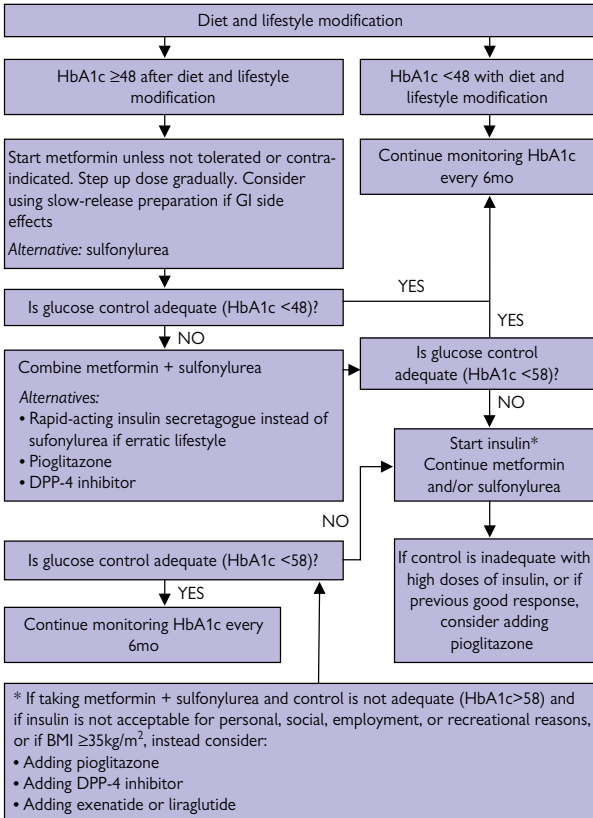 Diet and lifestyle modification
HbA1c ≥48 after diet and lifestyle
modification
HbA1c <48 with diet and
lifestyle modification
Start metformin unless not tolerated or contra-
indicated. Step up dose gradually. Consider
using slow-release preparation if GI side
effects
Alternative: sulfonylurea
Continue monitoring HbA1c
every 6mo
YES
Is glucose control adequate (HbA1c <48)?
YES
NO
Combine metformin + sulfonylurea
Alternatives:
• Rapid-acting insulin secretagogue instead of
sufonylurea if erratic lifestyle
• Pioglitazone
• DPP-4 inhibitor
Is glucose control
adequate (HbA1c <58)?
NO
Start insulin*
Continue metformin
and/or sulfonylurea
NO
Is glucose control adequate (HbA1c <58)?
YES
Continue monitoring HbA1c every
6mo
If control is inadequate with
high doses of insulin, or if
previous good response,
consider adding
pioglitazone
* If taking metformin + sulfonylurea and control is not adequate (HbA1c>58) and
if insulin is not acceptable for personal, social, employment, or recreational reasons,
or if BMI ≥35kg/m², instead consider:
• Adding pioglitazone
• Adding DPP-4 inhibitor
• Adding exenatide or liraglutide